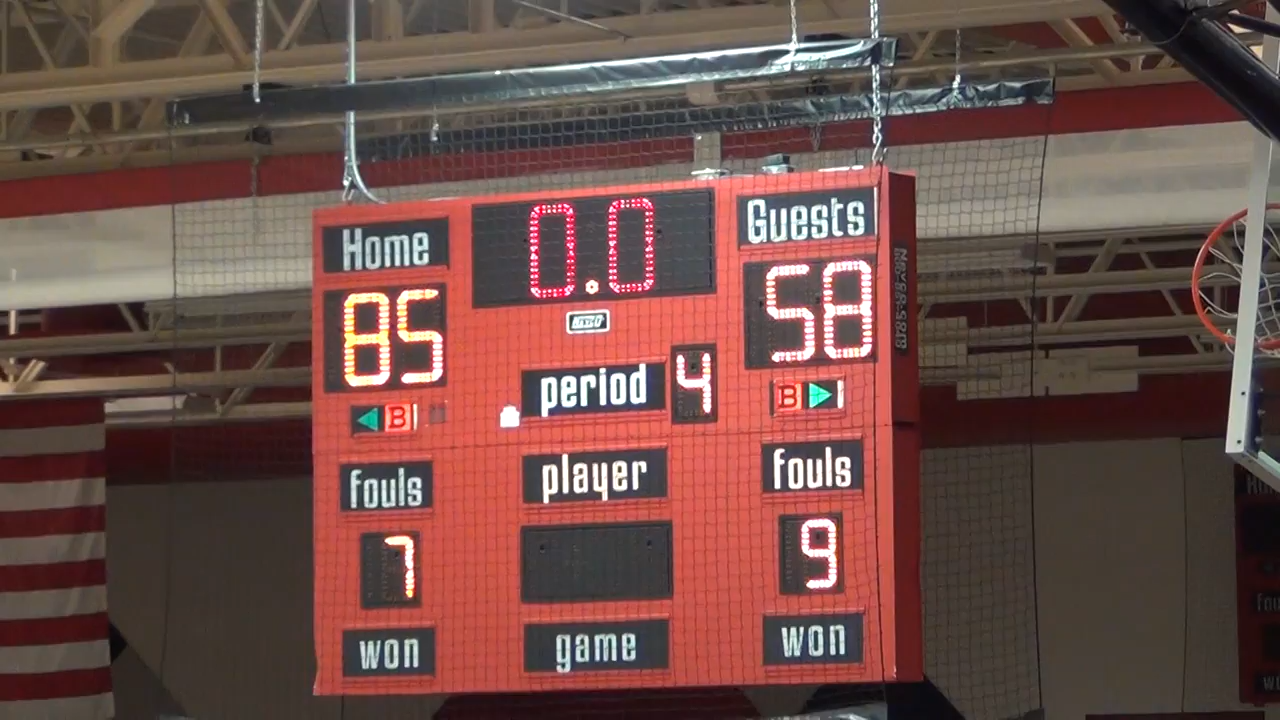 Home
0.0
Guests
85
58
B
period
4
B
fouls
player
fouls
7
9
won
game
won